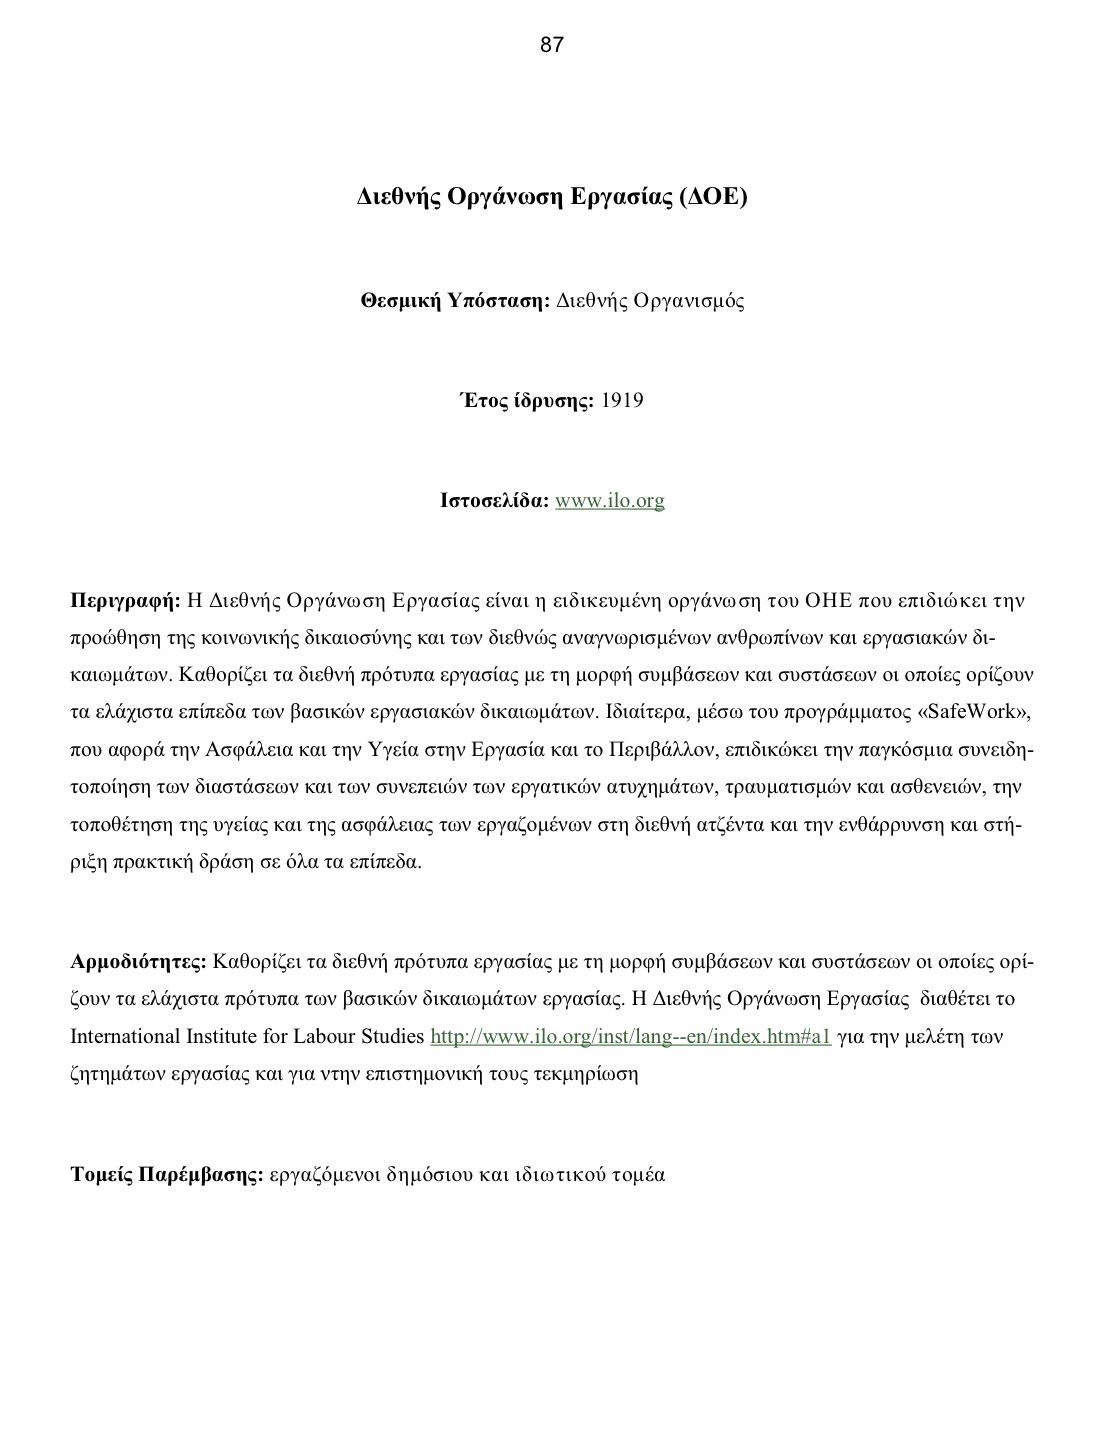 87
Διεθνής Οργάνωση Εργασίας (ΔΟΕ)
Θεσμική Υπόσταση: Διεθνής Οργανισμός
Έτος ίδρυσης: 1919
Ιστοσελίδα: www.ilo.org
Περιγραφή: Η Διεθνής Οργάνωση Εργασίας είναι η ειδικευμένη οργάνωση του ΟΗΕ που επιδιώκει την
προώθηση της κοινωνικής δικαιοσύνης και των διεθνώς αναγνωρισμένων ανθρωπίνων και εργασιακών δι-
καιωμάτων. Καθορίζει τα διεθνή πρότυπα εργασίας με τη μορφή συμβάσεων και συστάσεων οι οποίες ορίζουν
τα ελάχιστα επίπεδα των βασικών εργασιακών δικαιωμάτων. Ιδιαίτερα, μέσω του προγράμματος «SafeWork»,
που αφορά την Ασφάλεια και την Υγεία στην Εργασία και το Περιβάλλον, επιδικώκει την παγκόσμια συνειδη-
τοποίηση των διαστάσεων και των συνεπειών των εργατικών ατυχημάτων, τραυματισμών και ασθενειών, την
τοποθέτηση της υγείας και της ασφάλειας των εργαζομένων στη διεθνή ατζέντα και την ενθάρρυνση και στή-
ριξη πρακτική δράση σε όλα τα επίπεδα.
Αρμοδιότητες: Καθορίζει τα διεθνή πρότυπα εργασίας με τη μορφή συμβάσεων και συστάσεων οι οποίες ορί-
ζουν τα ελάχιστα πρότυπα των βασικών δικαιωμάτων εργασίας. Η Διεθνής Οργάνωση Εργασίας  διαθέτει το
International Institute for Labour Studies http://www.ilo.org/inst/lang--en/index.htm#a1 για την μελέτη των
ζητημάτων εργασίας και για ντην επιστημονική τους τεκμηρίωση
Τομείς Παρέμβασης: εργαζόμενοι δημόσιου και ιδιωτικού τομέα